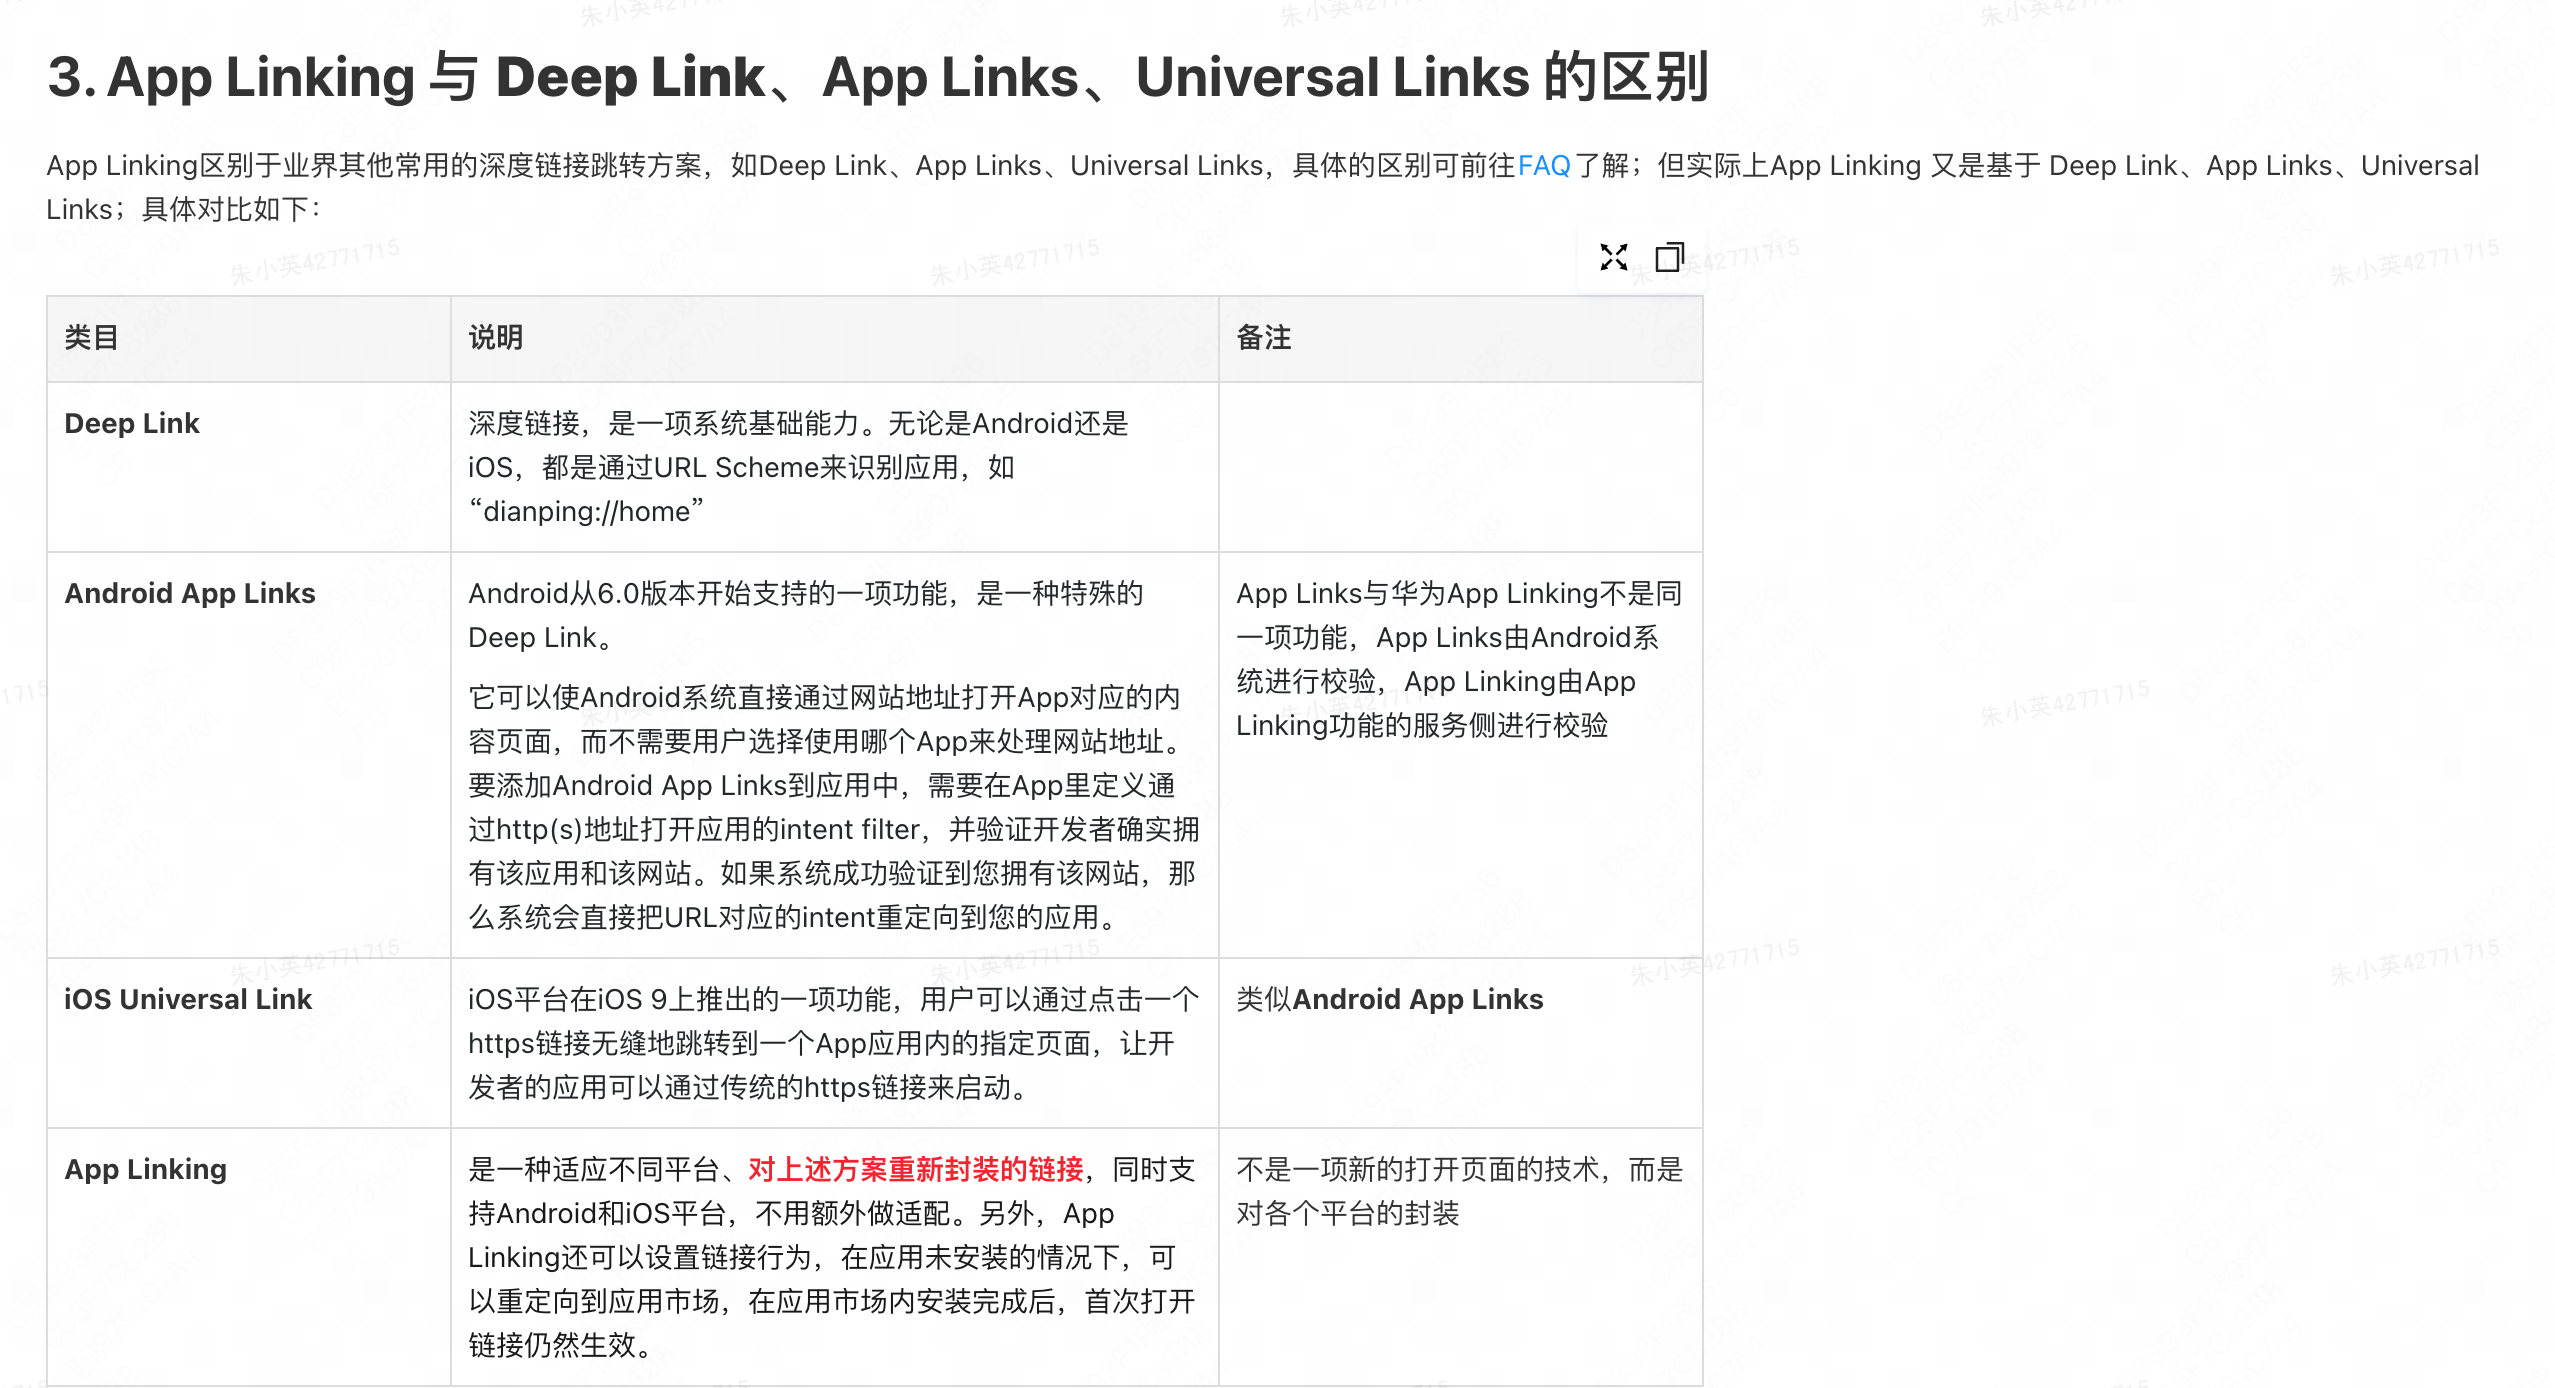 3. App Linking 与 Deep Link、App Links、Universal Links 的区别
App Linking区别于业界其他常用的深度链接跳转方案，如Deep Link、App Links、Universal Links，具体的区别可前往FAQ了解；但实际上App Linking 又是基于 Deep Link、App Links、Universal
Links；具体对比如下：
类目
说明
备注
Deep Link
深度链接，是一项系统基础能力。无论是Android还是
iOS，都是通过URL Scheme来识别应用，如
“dianping://home”
Android App Links
Android从6.0版本开始支持的一项功能，是一种特殊的
Deep Link。
它可以使Android系统直接通过网站地址打开App对应的内
容页面，而不需要用户选择使用哪个App来处理网站地址。
要添加Android App Links到应用中，需要在App里定义通
过http(s)地址打开应用的intent filter，并验证开发者确实拥
有该应用和该网站。如果系统成功验证到您拥有该网站，那
么系统会直接把URL对应的intent重定向到您的应用。
App Links与华为App Linking不是同
一项功能，App Links由Android系
统进行校验，App Linking由App
Linking功能的服务侧进行校验
iOS Universal Link
iOS平台在iOS 9上推出的一项功能，用户可以通过点击一个
https链接无缝地跳转到一个App应用内的指定页面，让开
发者的应用可以通过传统的https链接来启动。
类似Android App Links
App Linking
是一种适应不同平台、对上述方案重新封装的链接，同时支
持Android和iOS平台，不用额外做适配。另外，App
Linking还可以设置链接行为，在应用未安装的情况下，可
以重定向到应用市场，在应用市场内安装完成后，首次打开
链接仍然生效。
不是一项新的打开页面的技术，而是
对各个平台的封装
朱小英42771715